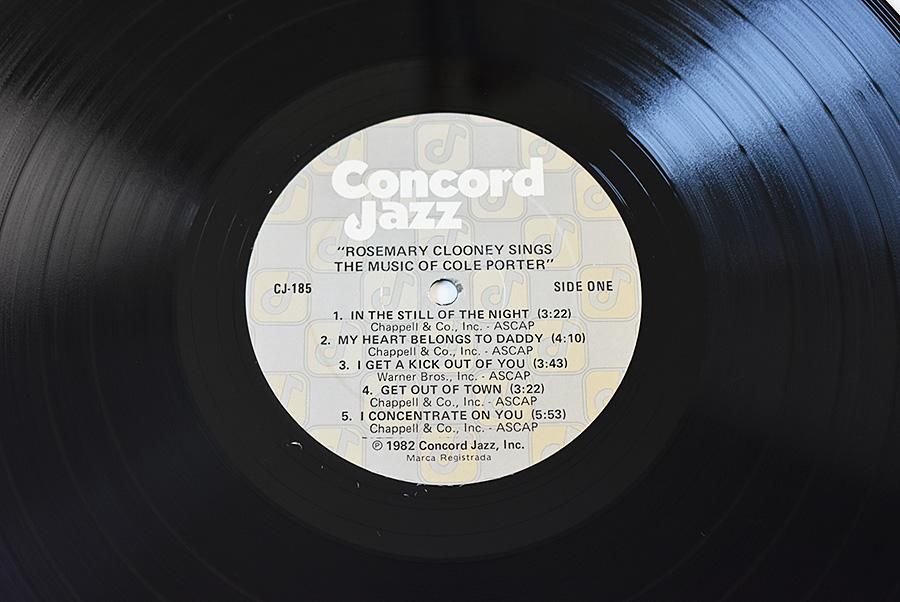 Concord
Jazz
"ROSEMARY CLOONEY SINGS
THE MUSIC OF COLE PORTER"
CJ-185 SIDE ONE
1. IN THE STILL OF THE NIGHT (3:22)
Chappell & Co., Inc. - ASCAP
2. MY HEART BELONGS TO DADDY (4:10)
Chappell & Co., Inc. - ASCAP
3. I GET A KICK OUT OF YOU (3:43)
Warner Bros., Inc. - ASCAP
4. GET OUT OF TOWN (3:22)
Chappell & Co., Inc. - ASCAP
5. I CONCENTRATE ON YOU (5:53)
Chappell & Co., Inc. - ASCAP
℗ 1982 Concord Jazz, Inc.
Marca Registrada